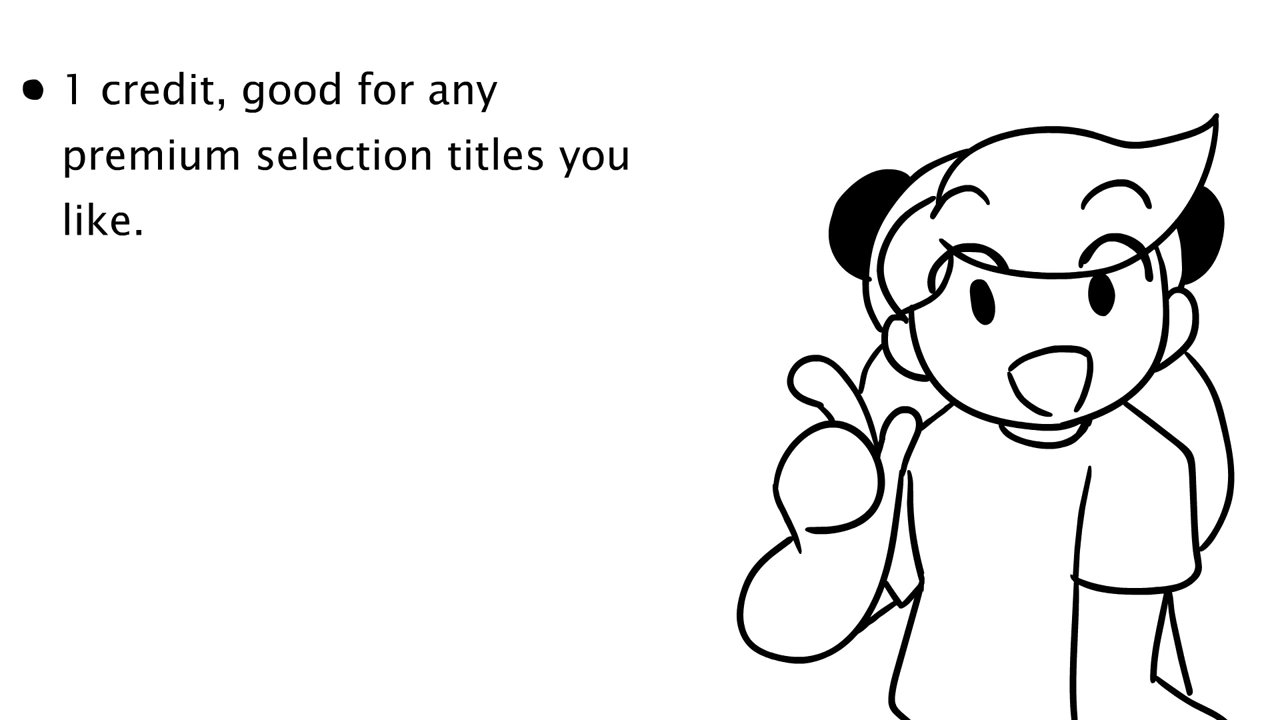 • 1 credit, good for any
premium selection titles you
like.